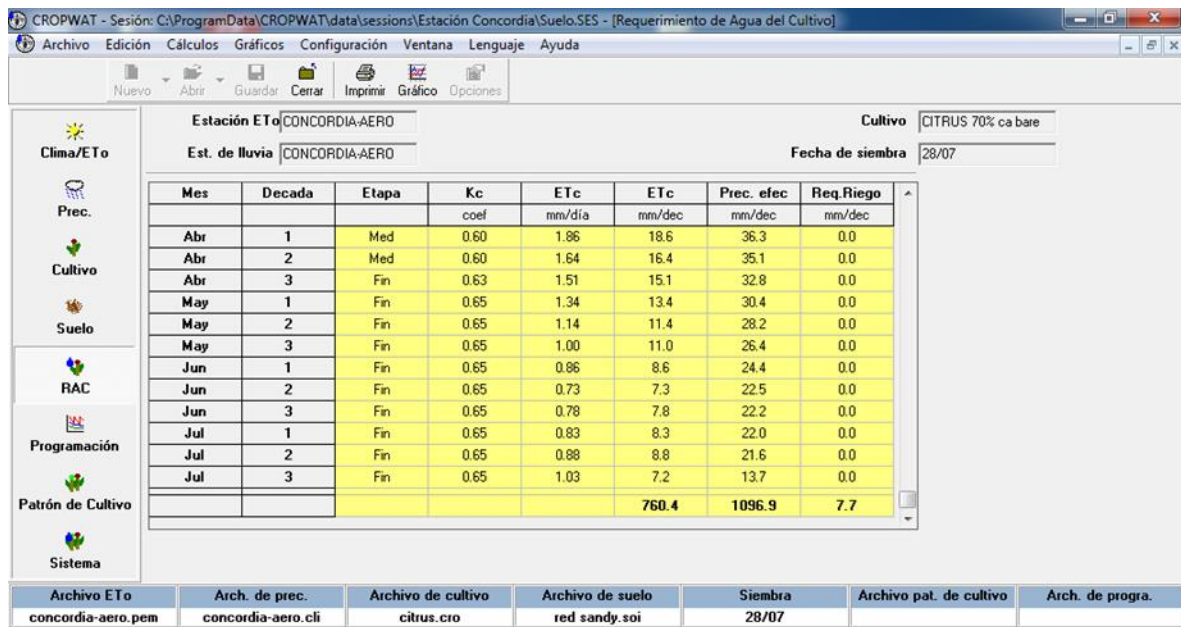 CROPWAT - Sesión: C:\ProgramData\CROPWAT\data\sessions\Estación Concordia\Suelo.SES - [Requerimiento de Agua del Cultivo]
Archivo Edición Cálculos Gráficos Configuración Ventana Lenguaje Ayuda
Nuevo Abrir Guardar Cerrar Imprimir Gráfico Opciones
Clima/ETo
Prec.
Cultivo
Suelo
RAC
Programación
Patrón de Cultivo
Sistema
Estación ETo CONCORDIA-AERO Cultivo CITRUS 70% ca bare
Est. de lluvia CONCORDIA-AERO Fecha de siembra 28/07
Mes Decada Etapa Kc ETc ETc Prec. efec Req.Riego
coef mm/día mm/dec mm/dec mm/dec
Abr 1 Med 0.60 1.86 18.6 36.3 0.0
Abr 2 Med 0.60 1.64 16.4 35.1 0.0
Abr 3 Fin 0.63 1.51 15.1 32.8 0.0
May 1 Fin 0.65 1.34 13.4 30.4 0.0
May 2 Fin 0.65 1.14 11.4 28.2 0.0
May 3 Fin 0.65 1.00 11.0 26.4 0.0
Jun 1 Fin 0.65 0.86 8.6 24.4 0.0
Jun 2 Fin 0.65 0.73 7.3 22.5 0.0
Jun 3 Fin 0.65 0.78 7.8 22.2 0.0
Jul 1 Fin 0.65 0.83 8.3 22.0 0.0
Jul 2 Fin 0.65 0.88 8.8 21.6 0.0
Jul 3 Fin 0.65 1.03 7.2 13.7 0.0
760.4 1096.9 7.7
Archivo ETo Arch. de prec. Archivo de cultivo Archivo de suelo Siembra Archivo pat. de cultivo Arch. de progra.
concordia-aero.pem concordia-aero.cli citrus.cro red sandy.soi 28/07